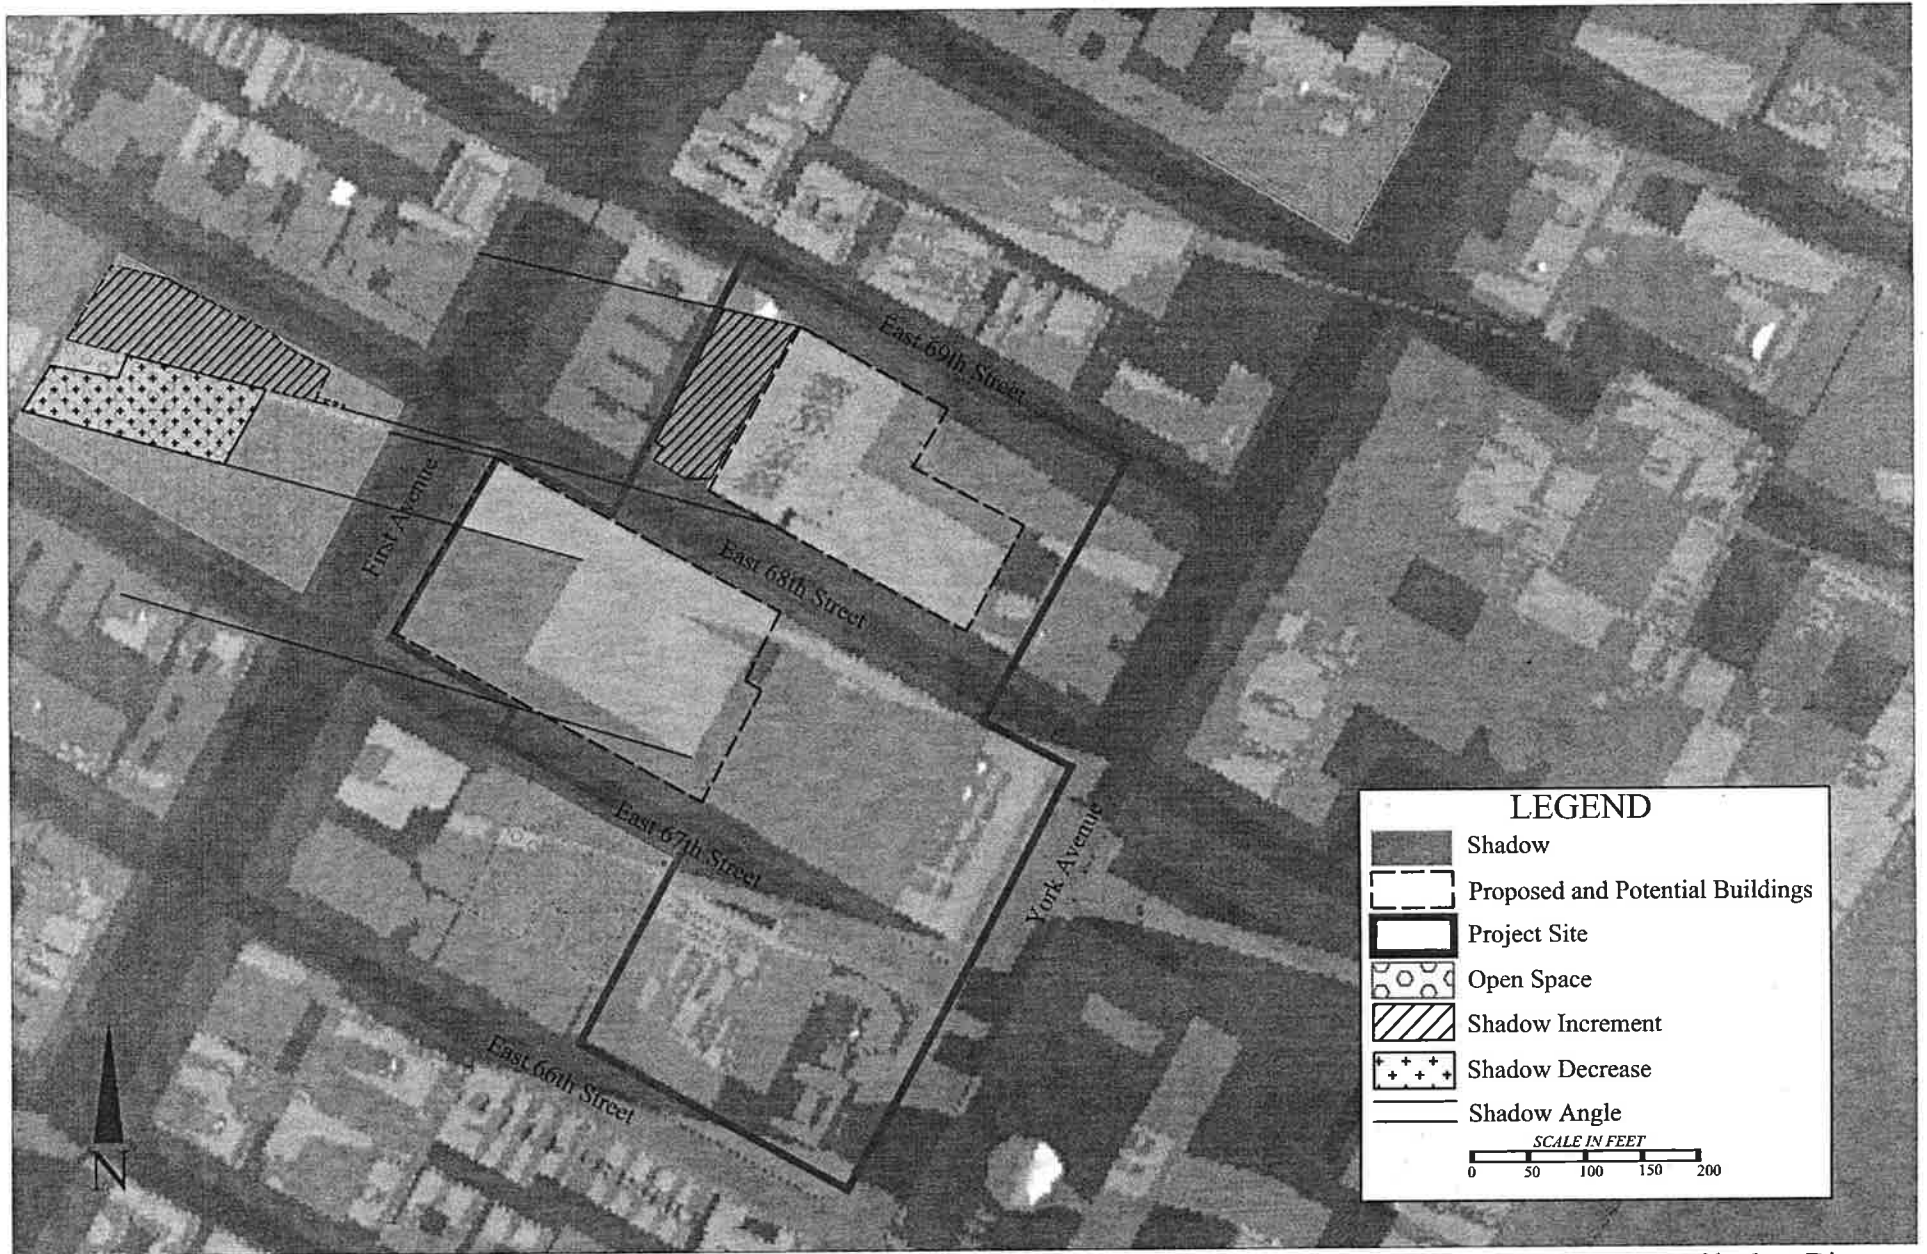 East 69th Street
First Avenue
East 68th Street
East 67th Street
York Avenue
East 66th Street
N
LEGEND
Shadow
Proposed and Potential Buildings
Project Site
Open Space
Shadow Increment
Shadow Decrease
Shadow Angle
SCALE IN FEET
0 50 100 150 200